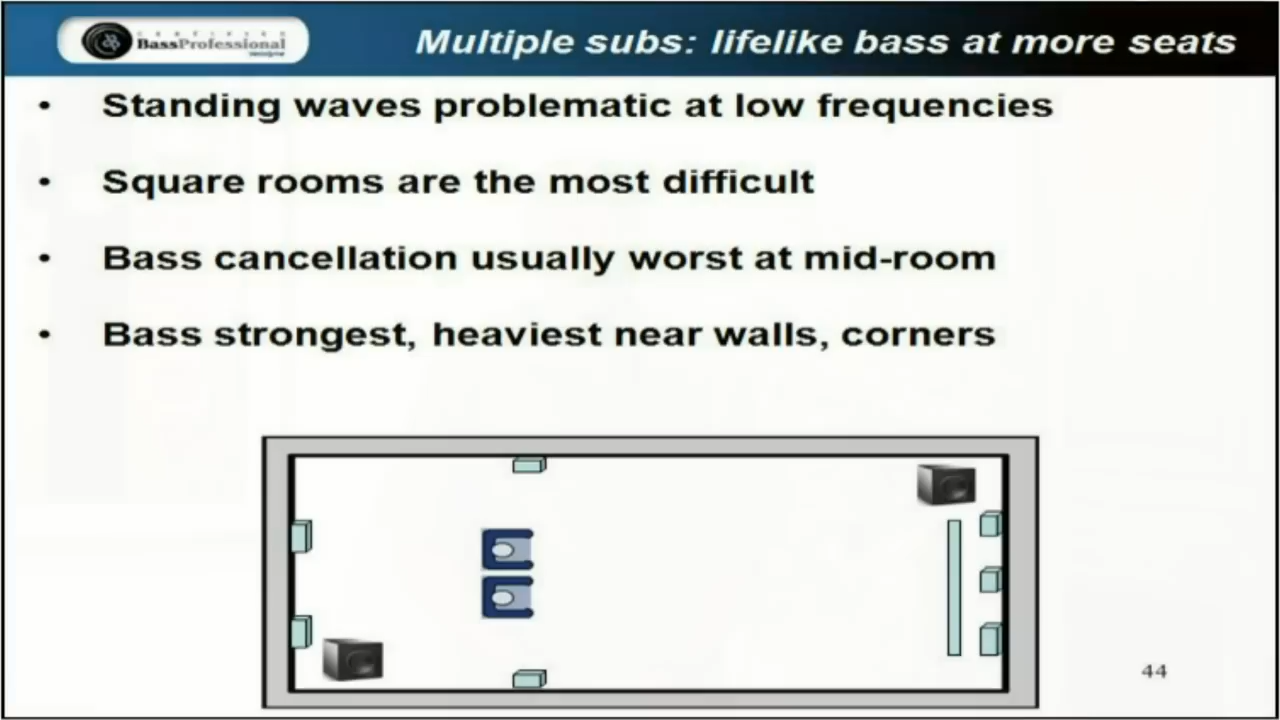 CERTIFIED
BassProfessional
Multiple subs: lifelike bass at more seats
• Standing waves problematic at low frequencies
• Square rooms are the most difficult
• Bass cancellation usually worst at mid-room
• Bass strongest, heaviest near walls, corners
44